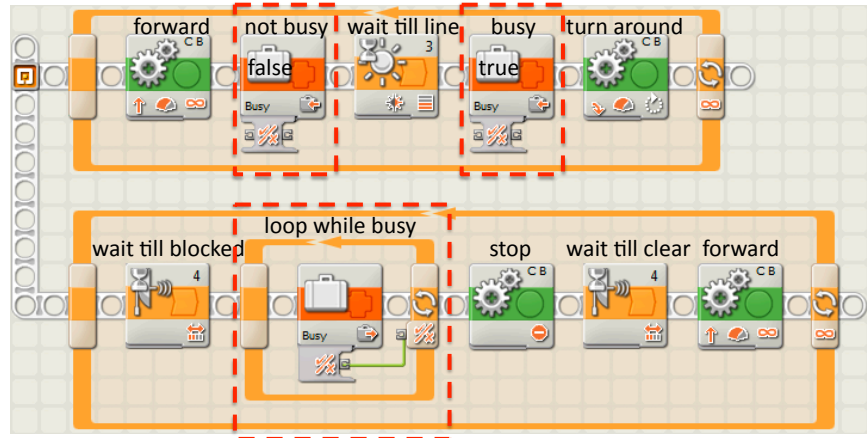 forward not busy wait till line busy turn around
C B 3 C B
false true
Busy Busy
loop while busy
wait till blocked stop wait till clear forward
4 C B 4 C B
Busy